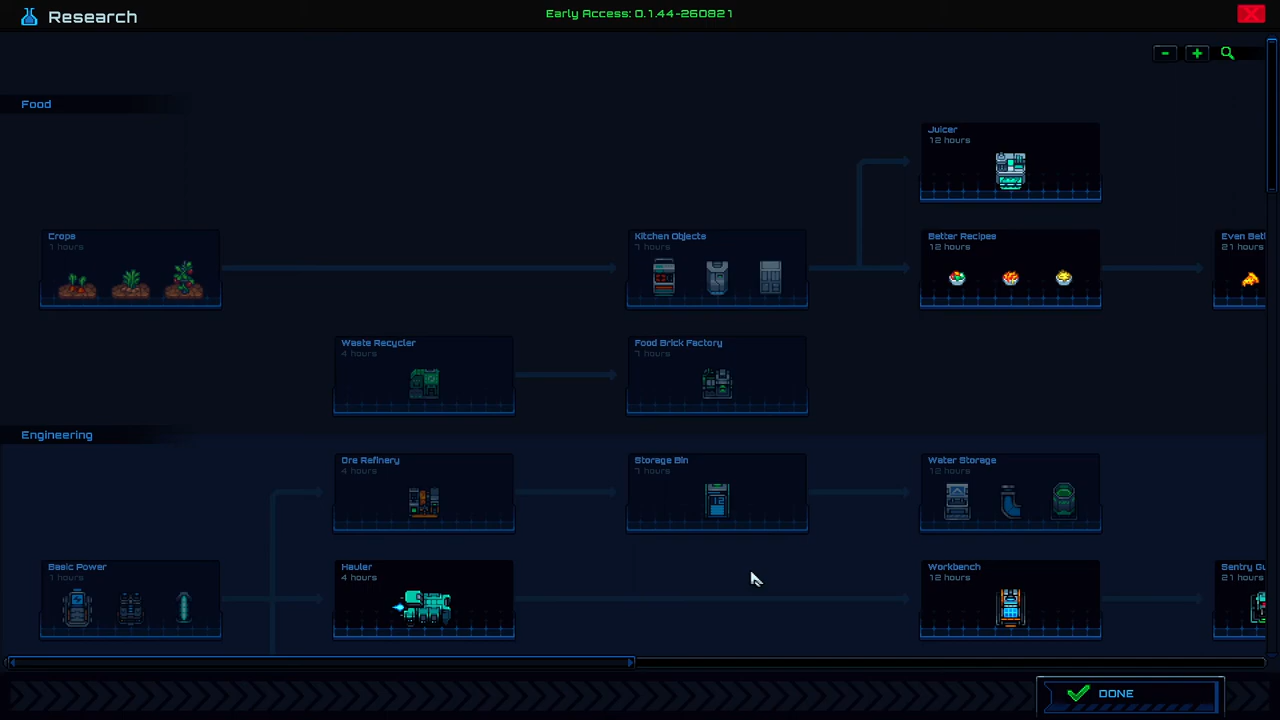 Research
Early Access: 0.1.44-260821
Food
Juicer
12 hours
Crops
1 hours
Kitchen Objects
7 hours
Better Recipes
12 hours
Even Bet
21 hours
Waste Recycler
4 hours
Food Brick Factory
7 hours
Engineering
Ore Refinery
4 hours
Storage Bin
7 hours
12
Water Storage
12 hours
Basic Power
1 hours
Hauler
4 hours
Workbench
12 hours
Sentry Gu
21 hours
DONE